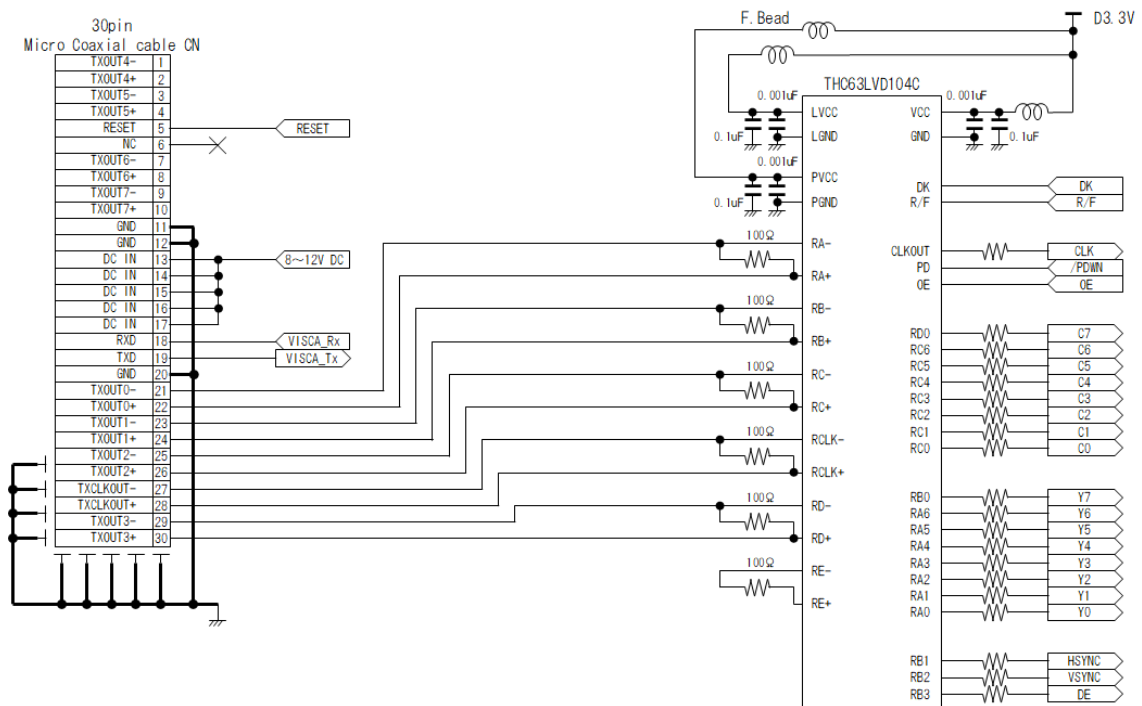 30pin
Micro Coaxial cable CN
TXOUT4- 1
TXOUT4+ 2
TXOUT5- 3
TXOUT5+ 4
RESET 5
NC 6
TXOUT6- 7
TXOUT6+ 8
TXOUT7- 9
TXOUT7+ 10
GND 11
GND 12
DC IN 13
DC IN 14
DC IN 15
DC IN 16
DC IN 17
RXD 18
TXD 19
GND 20
TXOUT0- 21
TXOUT0+ 22
TXOUT1- 23
TXOUT1+ 24
TXOUT2- 25
TXOUT2+ 26
TXCLKOUT- 27
TXCLKOUT+ 28
TXOUT3- 29
TXOUT3+ 30
RESET
8～12V DC
VISCA_Rx
VISCA_Tx
F.Bead
D3.3V
THC63LVD104C
0.001uF
0.1uF
0.001uF
0.1uF
0.001uF
0.1uF
100Ω
100Ω
100Ω
100Ω
100Ω
100Ω
LVCC
LGND
PVCC
PGND
RA-
RA+
RB-
RB+
RC-
RC+
RCLK-
RCLK+
RD-
RD+
RE-
RE+
VCC
GND
DK DK
R/F R/F
CLKOUT CLK
PD /PDWN
OE OE
RD0 C7
RC6 C6
RC5 C5
RC4 C4
RC3 C3
RC2 C2
RC1 C1
RC0 C0
RB0 Y7
RA6 Y6
RA5 Y5
RA4 Y4
RA3 Y3
RA2 Y2
RA1 Y1
RA0 Y0
RB1 HSYNC
RB2 VSYNC
RB3 DE